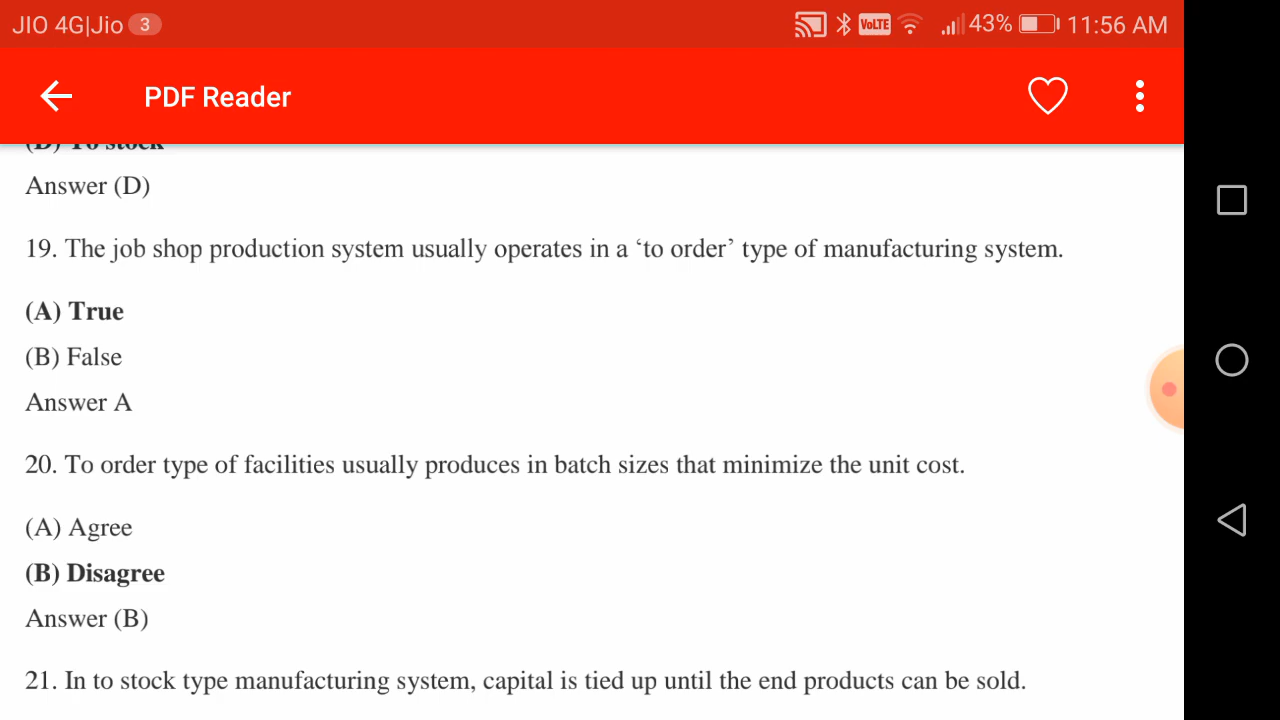 JIO 4G|Jio 3 VoLTE 43% 11:56 AM
PDF Reader
(D) To stock
Answer (D)
19. The job shop production system usually operates in a ‘to order’ type of manufacturing system.
(A) True
(B) False
Answer A
20. To order type of facilities usually produces in batch sizes that minimize the unit cost.
(A) Agree
(B) Disagree
Answer (B)
21. In to stock type manufacturing system, capital is tied up until the end products can be sold.